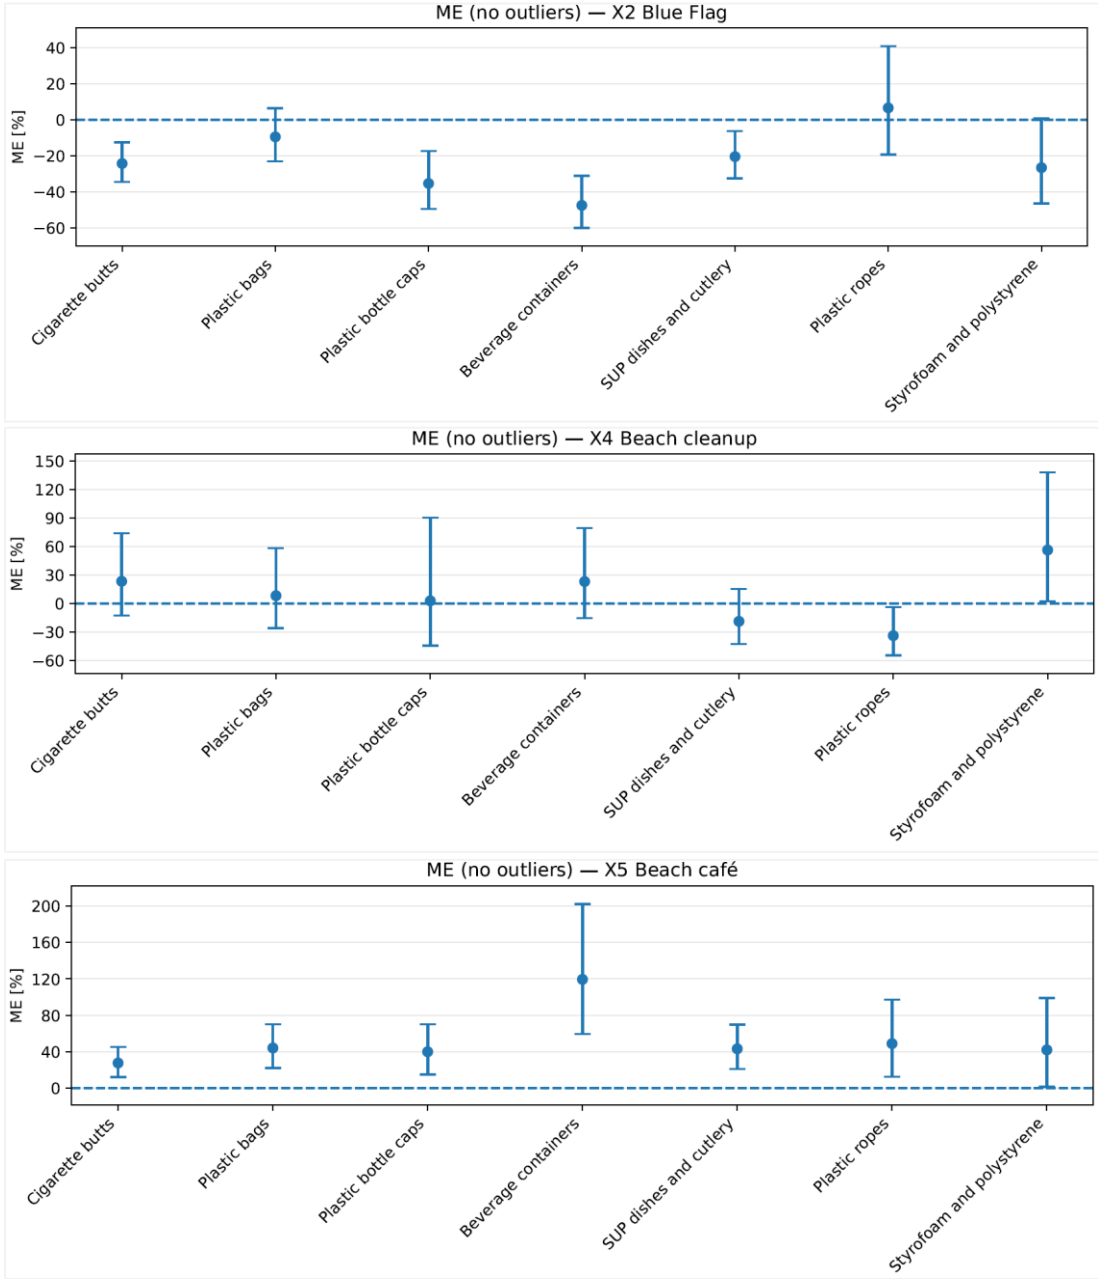 ME (no outliers) — X2 Blue Flag
ME [%]
40
20
0
−20
−40
−60
Cigarette butts
Plastic bags
Plastic bottle caps
Beverage containers
SUP dishes and cutlery
Plastic ropes
Styrofoam and polystyrene
ME (no outliers) — X4 Beach cleanup
ME [%]
150
120
90
60
30
0
−30
−60
Cigarette butts
Plastic bags
Plastic bottle caps
Beverage containers
SUP dishes and cutlery
Plastic ropes
Styrofoam and polystyrene
ME (no outliers) — X5 Beach café
ME [%]
200
160
120
80
40
0
Cigarette butts
Plastic bags
Plastic bottle caps
Beverage containers
SUP dishes and cutlery
Plastic ropes
Styrofoam and polystyrene